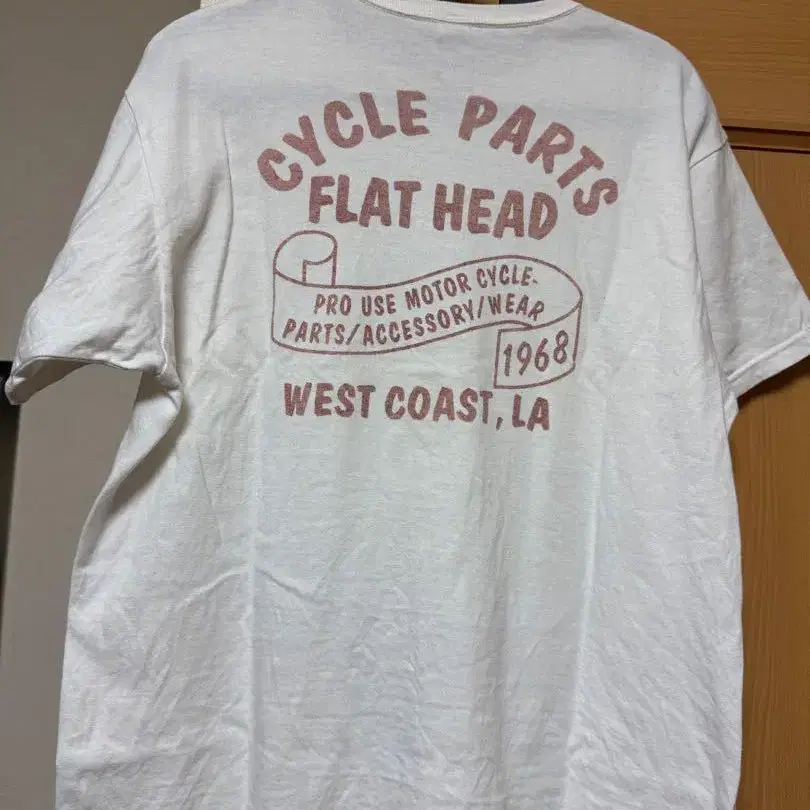 CYCLE PARTS
FLAT HEAD
PRO USE MOTOR CYCLE-
PARTS/ACCESSORY/WEAR
1968
WEST COAST, LA